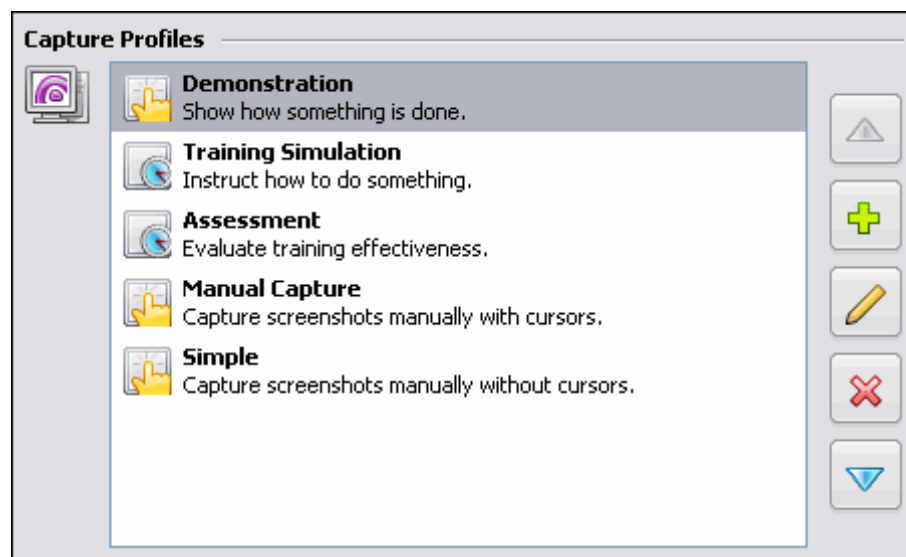 Capture Profiles
Demonstration
Show how something is done.
Training Simulation
Instruct how to do something.
Assessment
Evaluate training effectiveness.
Manual Capture
Capture screenshots manually with cursors.
Simple
Capture screenshots manually without cursors.